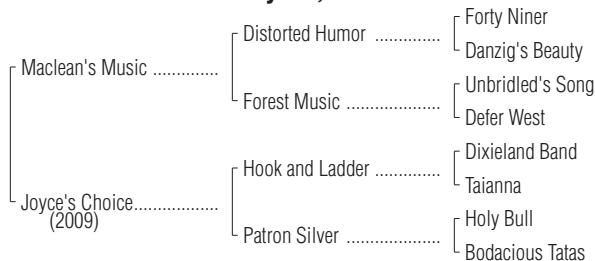 Forty Niner
Distorted Humor ..............
Danzig's Beauty
Maclean's Music ..............
Unbridled's Song
Forest Music ....................
Defer West
Dixieland Band
Hook and Ladder ..............
Taianna
Joyce's Choice..................
(2009)
Holy Bull
Patron Silver ....................
Bodacious Tatas